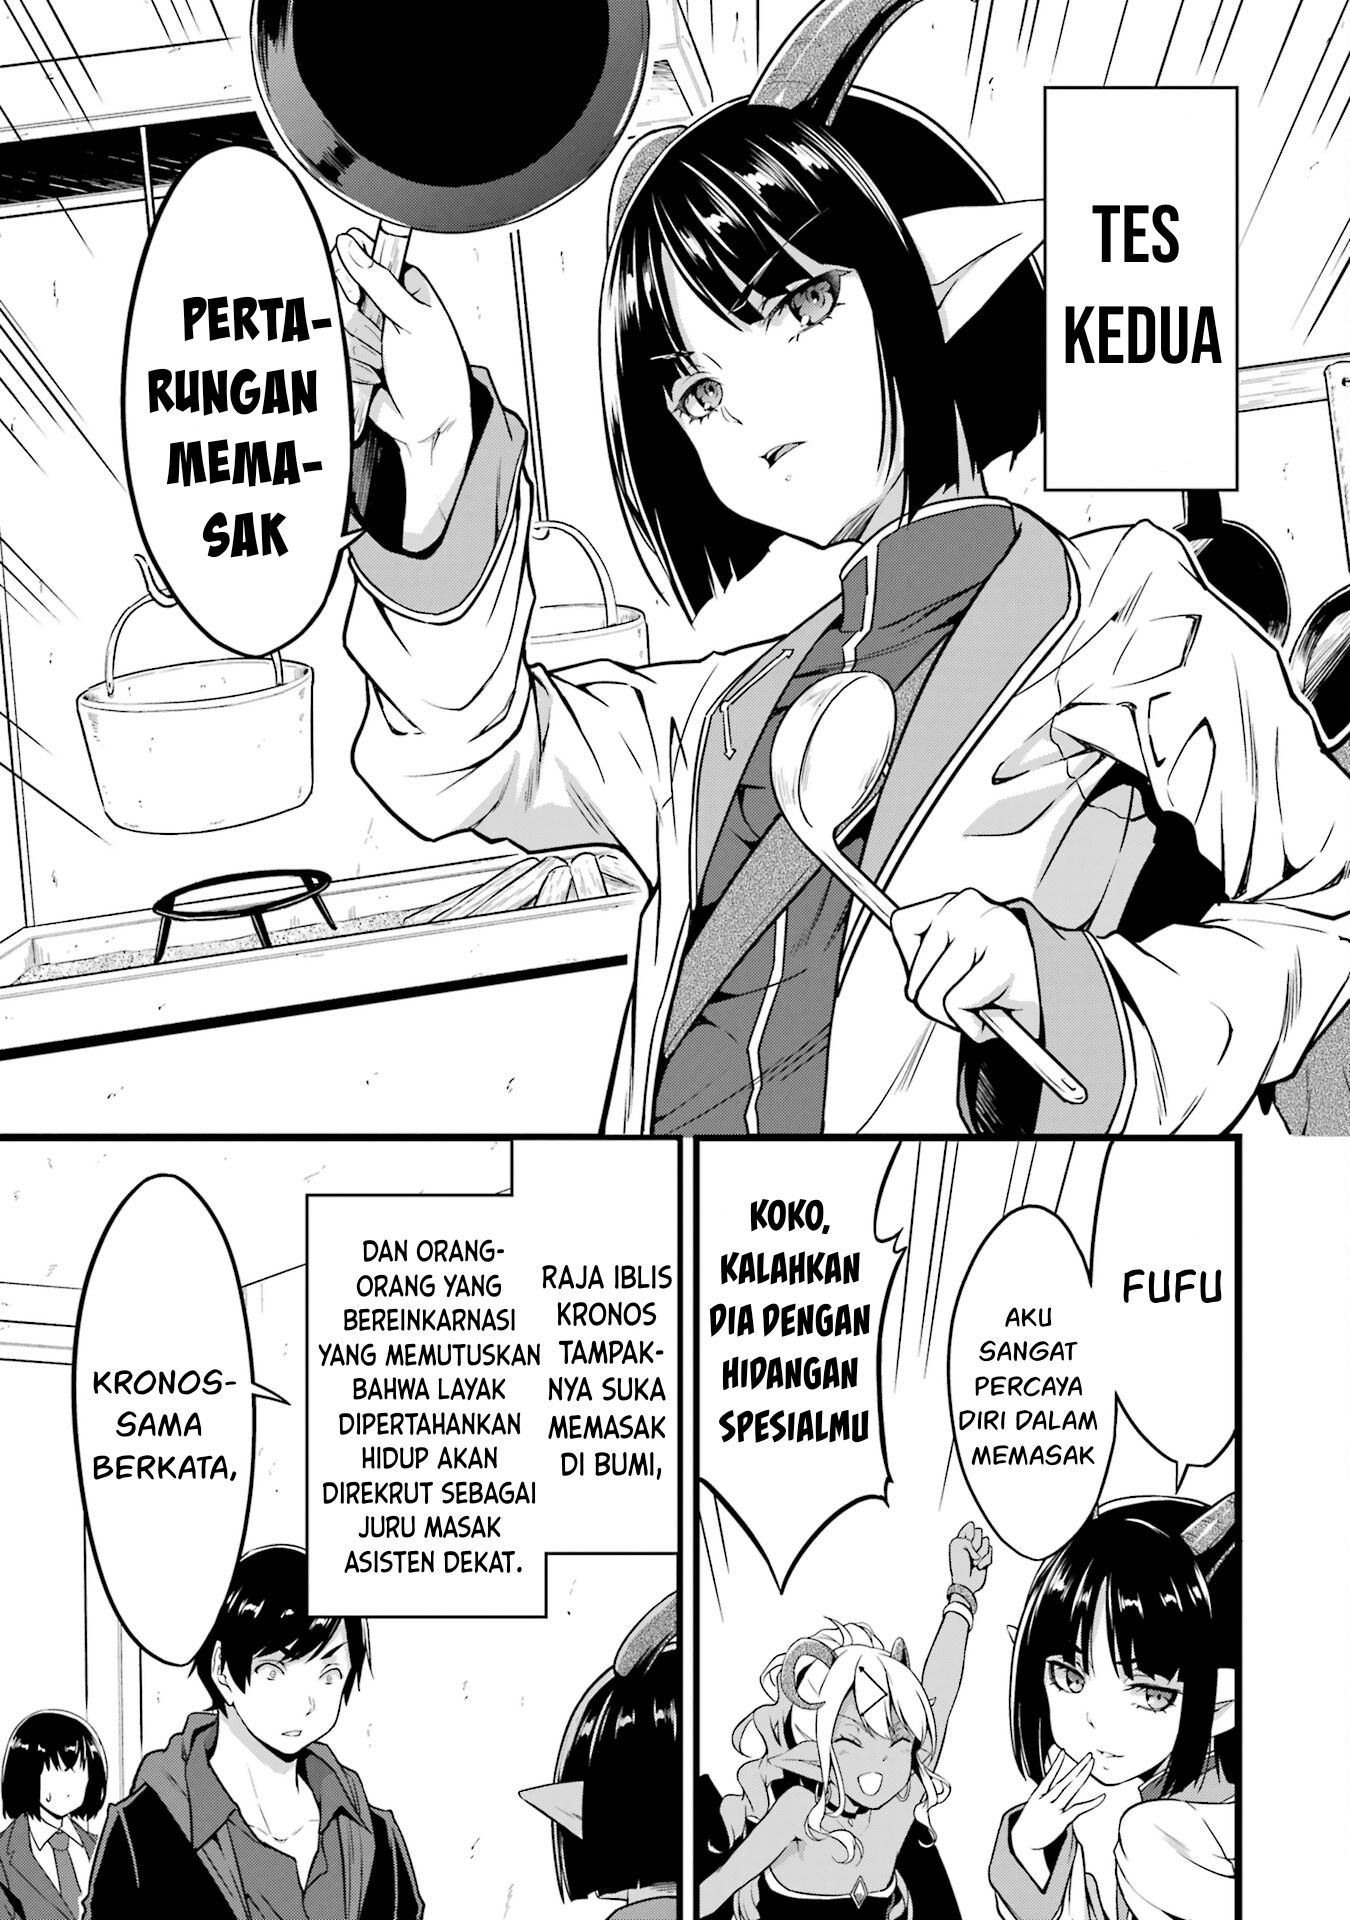 TES
KEDUA
PERTA-
RUNGAN
MEMA-
SAK
FUFU
AKU
SANGAT
PERCAYA
DIRI DALAM
MEMASAK
KOKO,
KALAHKAN
DIA DENGAN
HIDANGAN
SPESIALMU
RAJA IBLIS
KRONOS
TAMPAK-
NYA SUKA
MEMASAK
DI BUMI,
DAN ORANG-
ORANG YANG
BEREINKARNASI
YANG MEMUTUSKAN
BAHWA LAYAK
DIPERTAHANKAN
HIDUP AKAN
DIREKRUT SEBAGAI
JURU MASAK
ASISTEN DEKAT.
KRONOS-
SAMA
BERKATA,